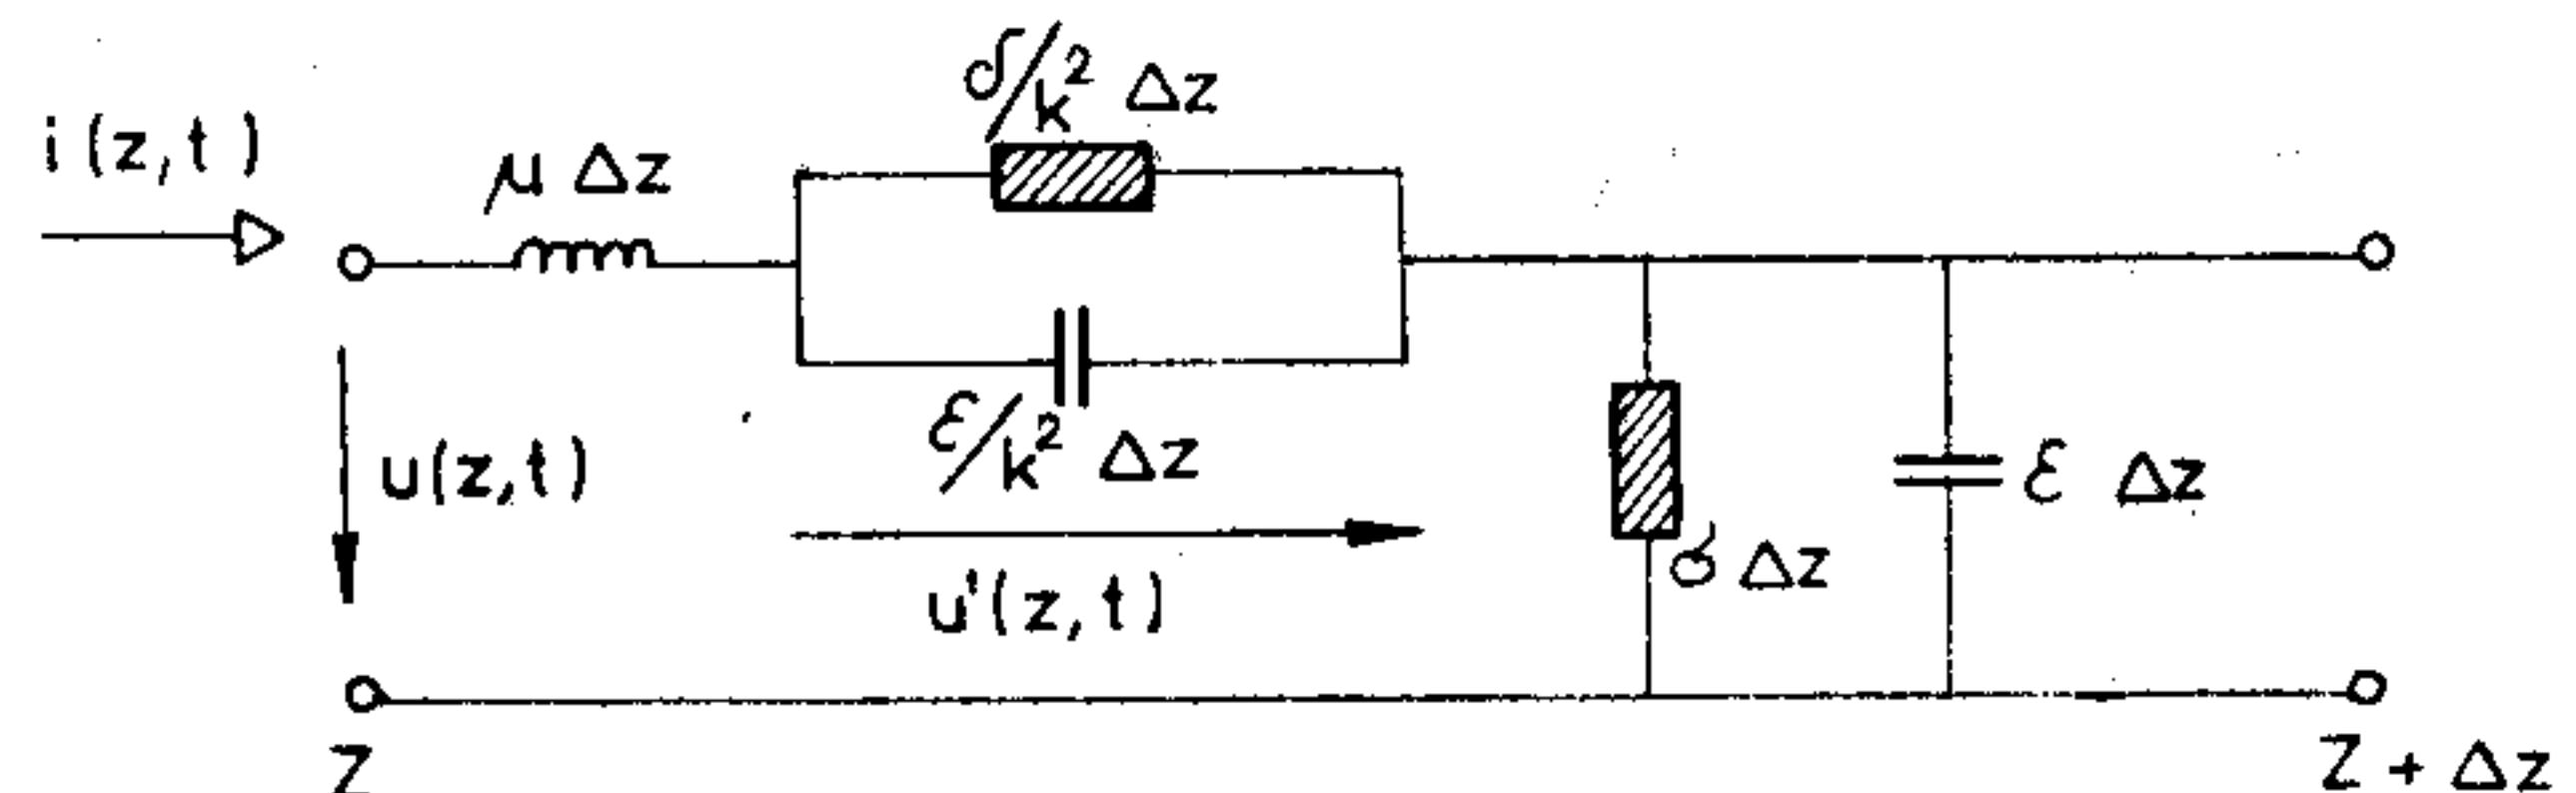 i(z,t)
μ Δz
σ/k² Δz
ε/k² Δz
u(z,t)
u'(z,t)
σ Δz
ε Δz
z
z + Δz